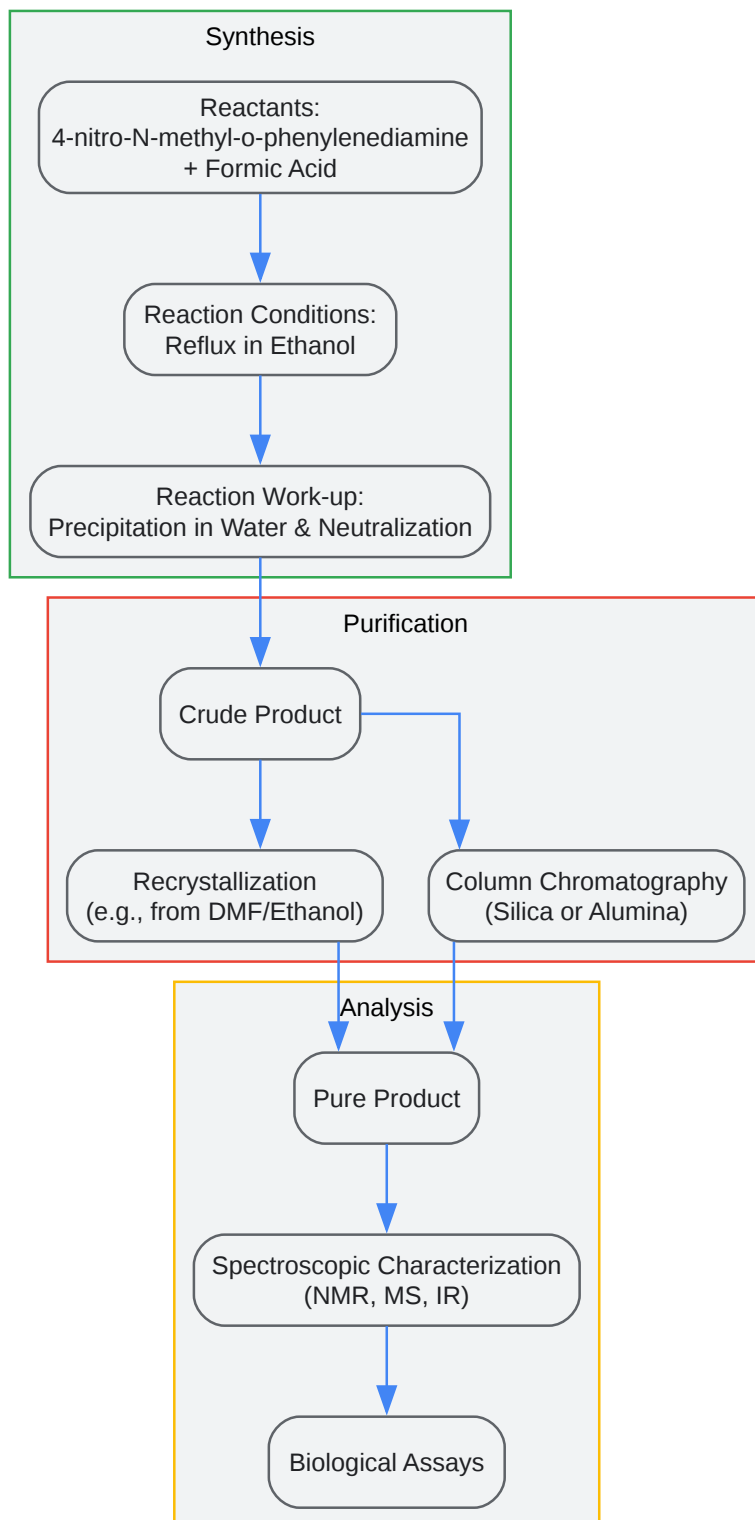 Synthesis
Reactants:
4-nitro-N-methyl-o-phenylenediamine
+ Formic Acid
Reaction Conditions:
Reflux in Ethanol
Reaction Work-up:
Precipitation in Water & Neutralization
Purification
Crude Product
Recrystallization
(e.g., from DMF/Ethanol)
Column Chromatography
(Silica or Alumina)
Analysis
Pure Product
Spectroscopic Characterization
(NMR, MS, IR)
Biological Assays